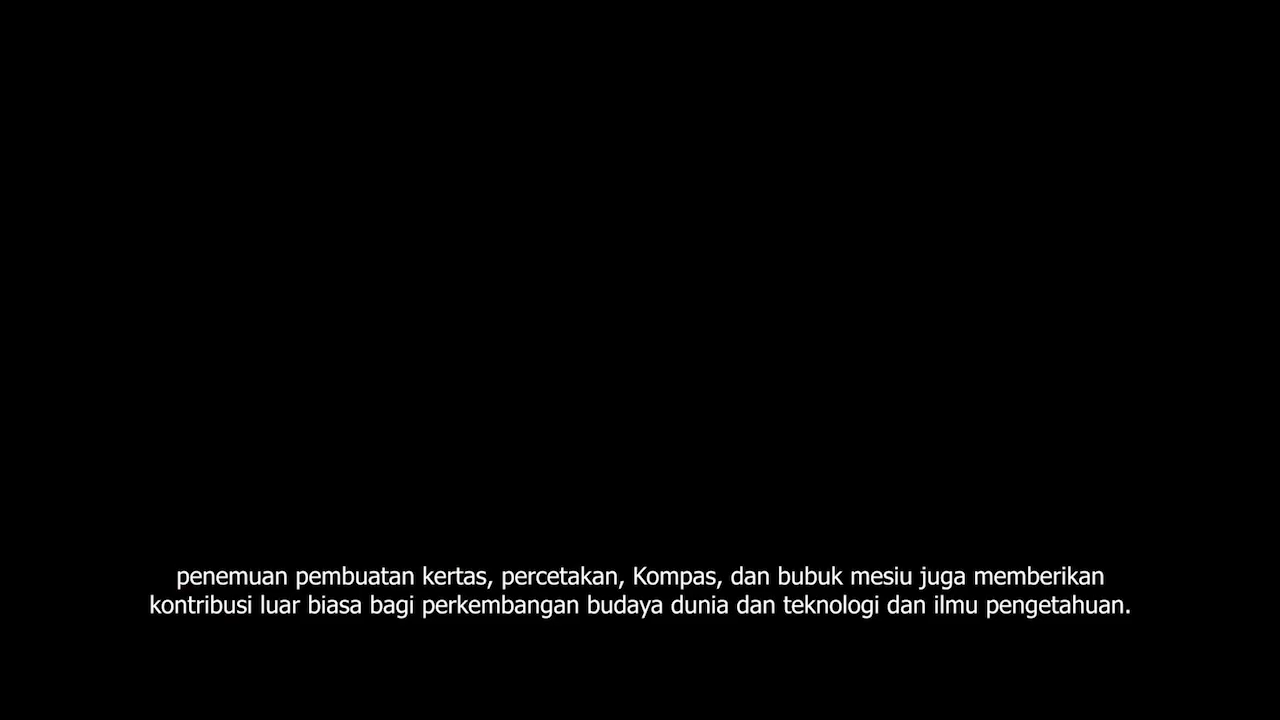 penemuan pembuatan kertas, percetakan, Kompas, dan bubuk mesiu juga memberikan
kontribusi luar biasa bagi perkembangan budaya dunia dan teknologi dan ilmu pengetahuan.